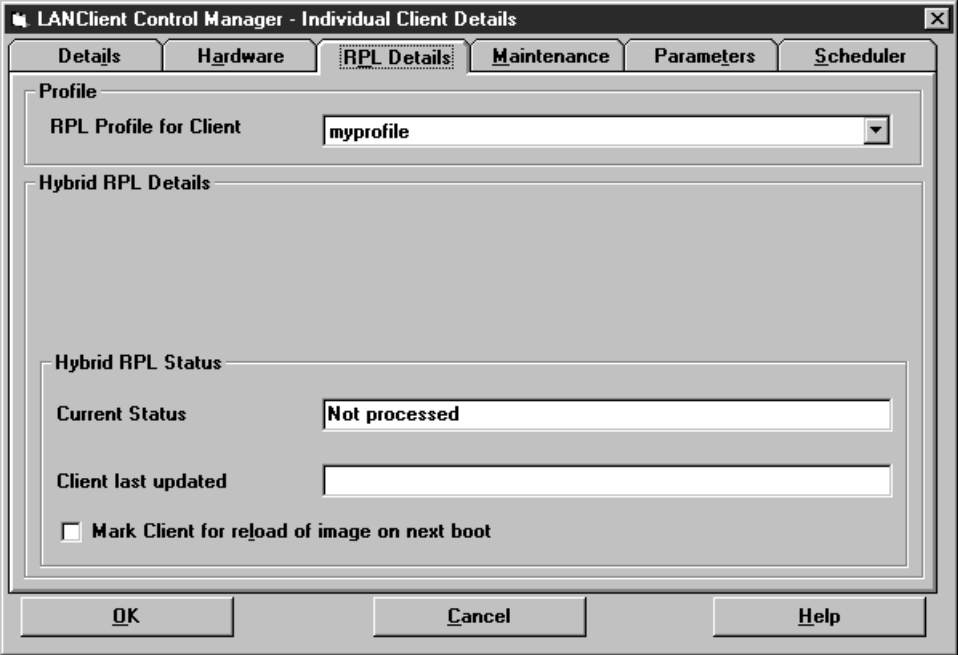 LANClient Control Manager - Individual Client Details
Details Hardware RPL Details Maintenance Parameters Scheduler
Profile
RPL Profile for Client myprofile
Hybrid RPL Details
Hybrid RPL Status
Current Status Not processed
Client last updated
Mark Client for reload of image on next boot
OK Cancel Help